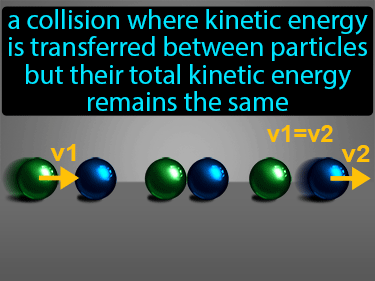 a collision where kinetic energy
is transferred between particles
but their total kinetic energy
remains the same
v1=v2
v1
v2